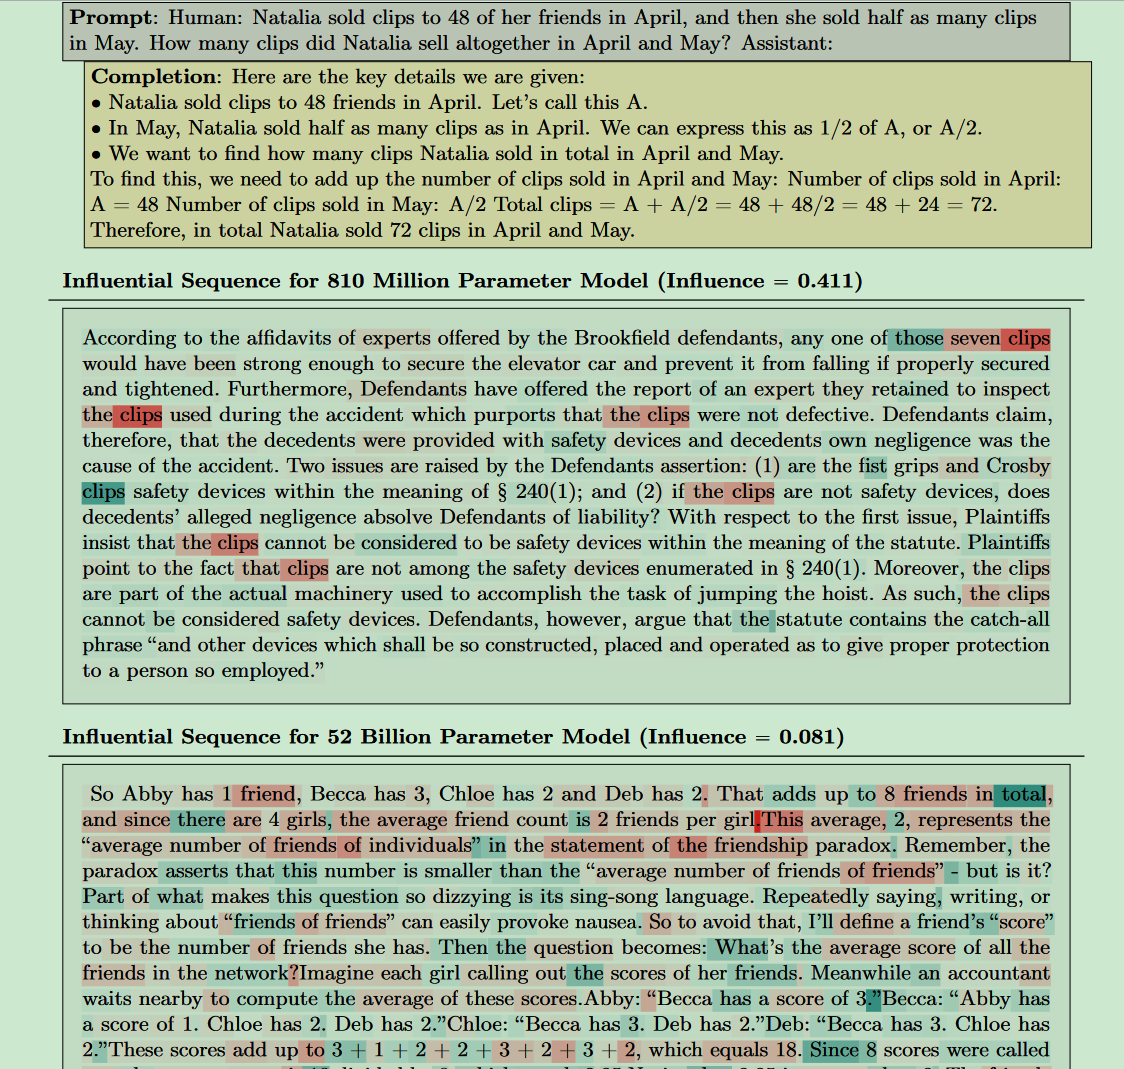 Prompt: Human: Natalia sold clips to 48 of her friends in April, and then she sold half as many clips
in May. How many clips did Natalia sell altogether in April and May? Assistant:
Completion: Here are the key details we are given:
• Natalia sold clips to 48 friends in April. Let's call this A.
• In May, Natalia sold half as many clips as in April. We can express this as 1/2 of A, or A/2.
• We want to find how many clips Natalia sold in total in April and May.
To find this, we need to add up the number of clips sold in April and May: Number of clips sold in April:
A = 48 Number of clips sold in May: A/2 Total clips = A + A/2 = 48 + 48/2 = 48 + 24 = 72.
Therefore, in total Natalia sold 72 clips in April and May.
Influential Sequence for 810 Million Parameter Model (Influence = 0.411)
According to the affidavits of experts offered by the Brookfield defendants, any one of those seven clips
would have been strong enough to secure the elevator car and prevent it from falling if properly secured
and tightened. Furthermore, Defendants have offered the report of an expert they retained to inspect
the clips used during the accident which purports that the clips were not defective. Defendants claim,
therefore, that the decedents were provided with safety devices and decedents own negligence was the
cause of the accident. Two issues are raised by the Defendants assertion: (1) are the fist grips and Crosby
clips safety devices within the meaning of § 240(1); and (2) if the clips are not safety devices, does
decedents' alleged negligence absolve Defendants of liability? With respect to the first issue, Plaintiffs
insist that the clips cannot be considered to be safety devices within the meaning of the statute. Plaintiffs
point to the fact that clips are not among the safety devices enumerated in § 240(1). Moreover, the clips
are part of the actual machinery used to accomplish the task of jumping the hoist. As such, the clips
cannot be considered safety devices. Defendants, however, argue that the statute contains the catch-all
phrase “and other devices which shall be so constructed, placed and operated as to give proper protection
to a person so employed.”
Influential Sequence for 52 Billion Parameter Model (Influence = 0.081)
So Abby has 1 friend, Becca has 3, Chloe has 2 and Deb has 2. That adds up to 8 friends in total,
and since there are 4 girls, the average friend count is 2 friends per girl.This average, 2, represents the
“average number of friends of individuals” in the statement of the friendship paradox. Remember, the
paradox asserts that this number is smaller than the “average number of friends of friends” - but is it?
Part of what makes this question so dizzying is its sing-song language. Repeatedly saying, writing, or
thinking about “friends of friends” can easily provoke nausea. So to avoid that, I'll define a friend's “score”
to be the number of friends she has. Then the question becomes: What's the average score of all the
friends in the network?Imagine each girl calling out the scores of her friends. Meanwhile an accountant
waits nearby to compute the average of these scores.Abby: “Becca has a score of 3.”Becca: “Abby has
a score of 1. Chloe has 2. Deb has 2.”Chloe: “Becca has 3. Deb has 2.”Deb: “Becca has 3. Chloe has
2.”These scores add up to 3 + 1 + 2 + 2 + 3 + 2 + 3 + 2, which equals 18. Since 8 scores were called